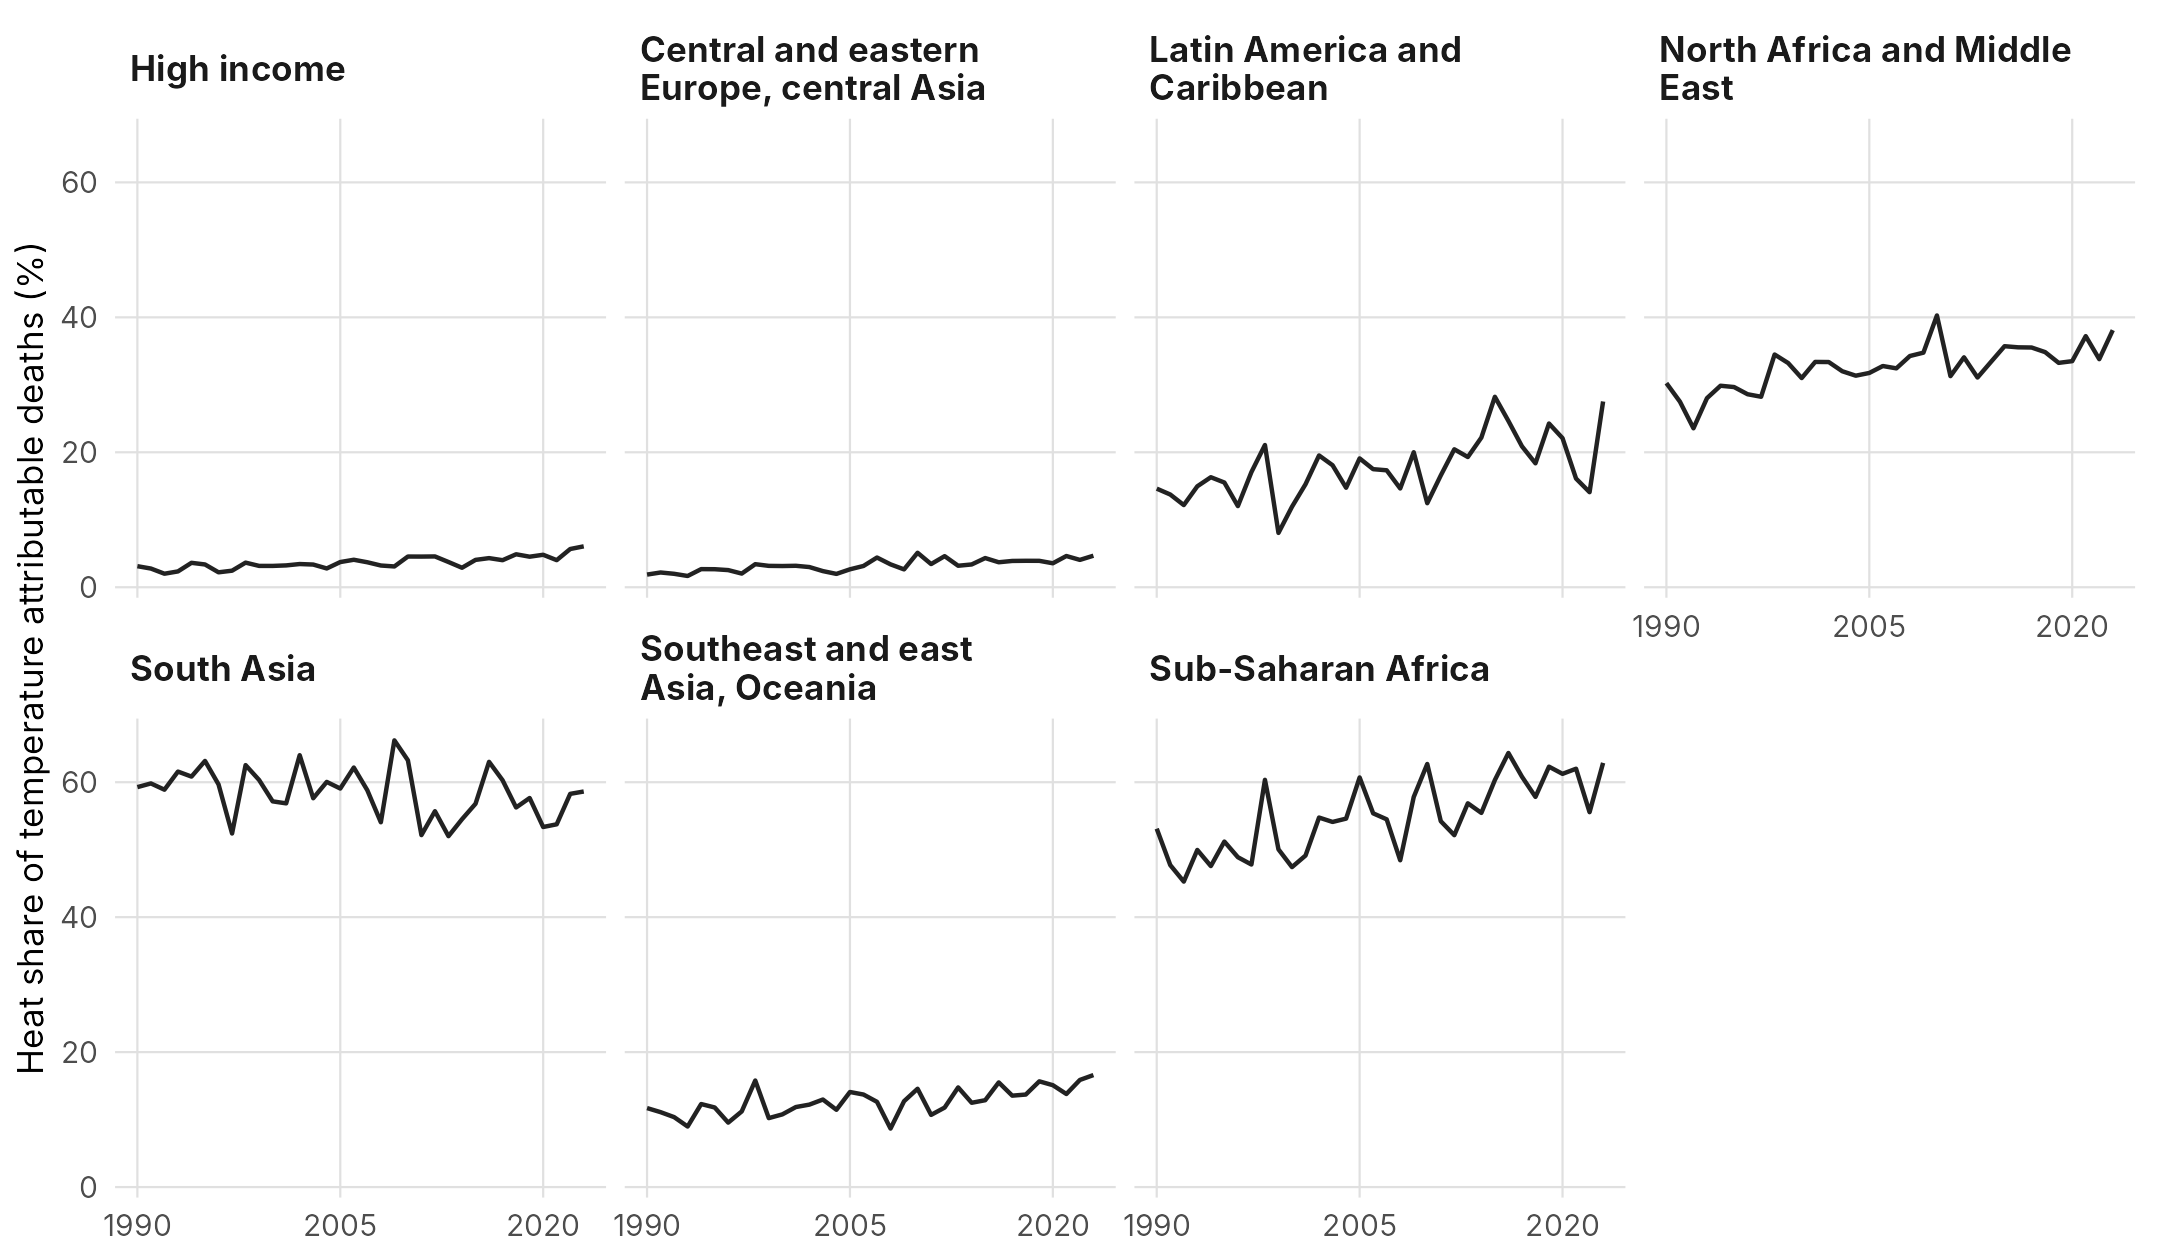 High income
Central and eastern
Europe, central Asia
Latin America and
Caribbean
North Africa and Middle
East
Heat share of temperature attributable deaths (%)
60
40
20
0
1990
2005
2020
South Asia
Southeast and east
Asia, Oceania
Sub-Saharan Africa
60
40
20
0
1990
2005
2020
1990
2005
2020
1990
2005
2020